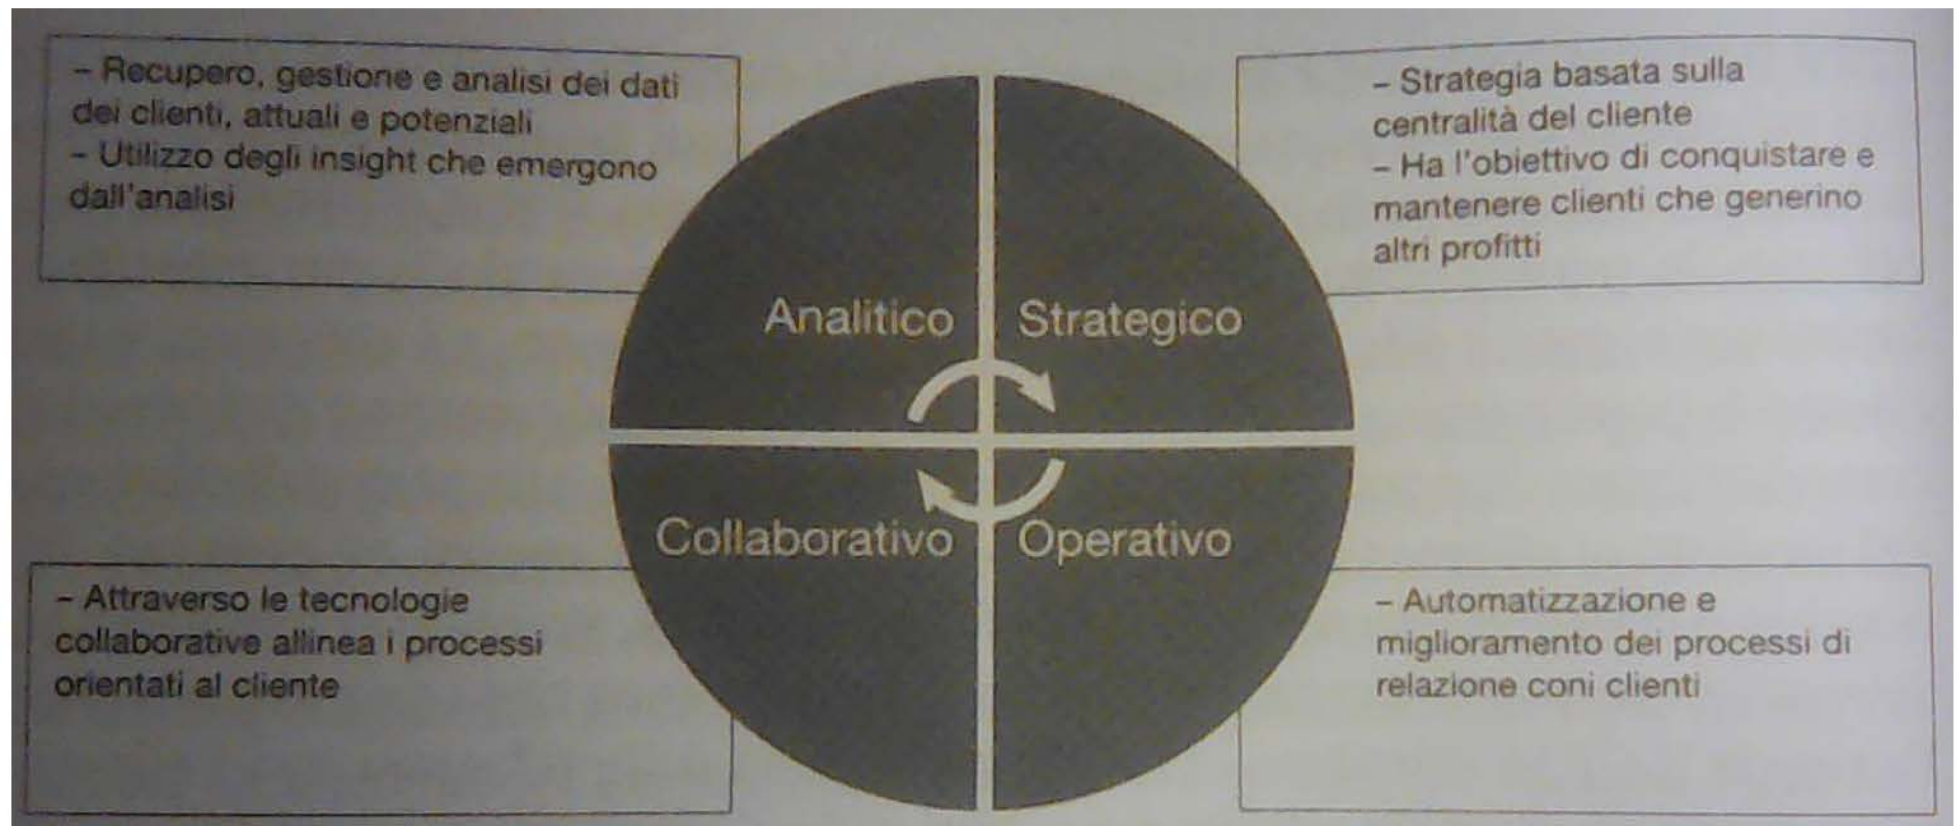 – Recupero, gestione e analisi dei dati
dei clienti, attuali e potenziali
– Utilizzo degli insight che emergono
dall'analisi
– Strategia basata sulla
centralità del cliente
– Ha l'obiettivo di conquistare e
mantenere clienti che generino
altri profitti
Analitico
Strategico
Collaborativo
Operativo
– Attraverso le tecnologie
collaborative allinea i processi
orientati al cliente
– Automatizzazione e
miglioramento dei processi di
relazione coni clienti